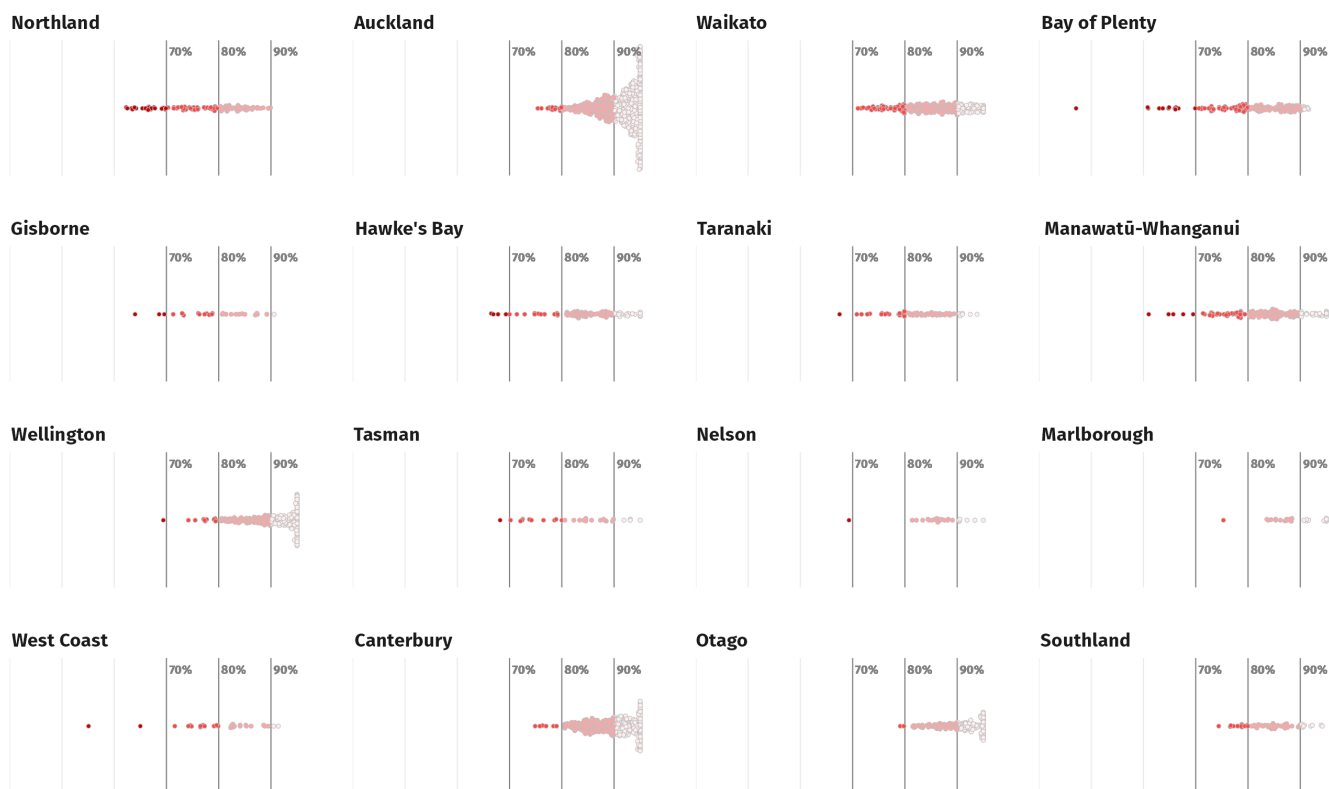 Northland
Auckland
Waikato
Bay of Plenty
70% 80% 90%
70% 80% 90%
70% 80% 90%
70% 80% 90%
Gisborne
Hawke's Bay
Taranaki
Manawatū-Whanganui
70% 80% 90%
70% 80% 90%
70% 80% 90%
70% 80% 90%
Wellington
Tasman
Nelson
Marlborough
70% 80% 90%
70% 80% 90%
70% 80% 90%
70% 80% 90%
West Coast
Canterbury
Otago
Southland
70% 80% 90%
70% 80% 90%
70% 80% 90%
70% 80% 90%